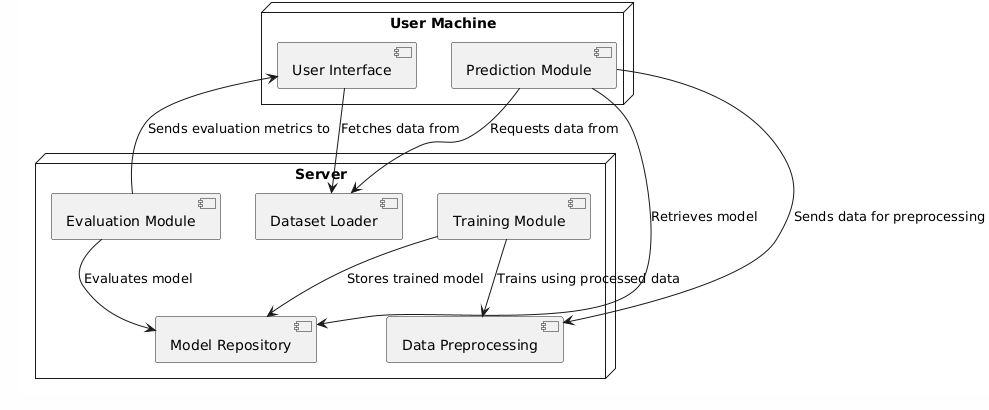 User Machine
User Interface
Prediction Module
Sends evaluation metrics to
Fetches data from
Requests data from
Server
Evaluation Module
Dataset Loader
Training Module
Retrieves model
Sends data for preprocessing
Evaluates model
Stores trained model
Trains using processed data
Model Repository
Data Preprocessing